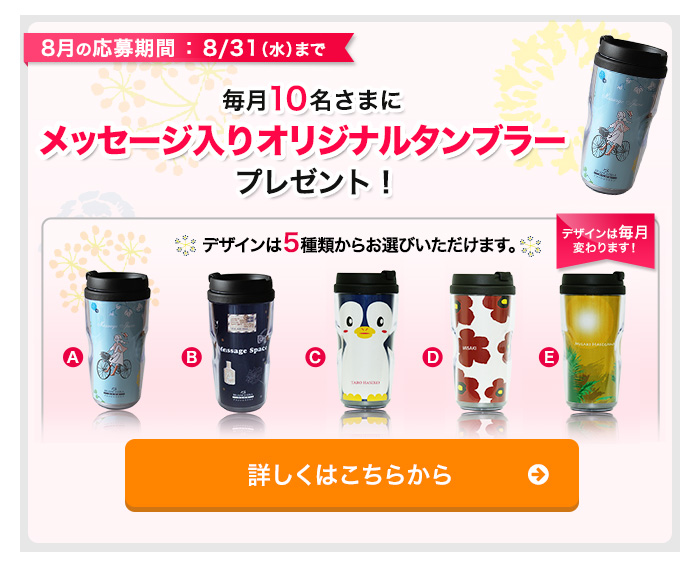 8月の応募期間 : 8/31(水)まで
毎月10名さまに
メッセージ入りオリジナルタンブラー
プレゼント！
デザインは5種類からお選びいただけます。
デザインは毎月
変わります！
A
B
C
D
E
Message Space
TARO OKAZAKI
MISAKI
詳しくはこちらから